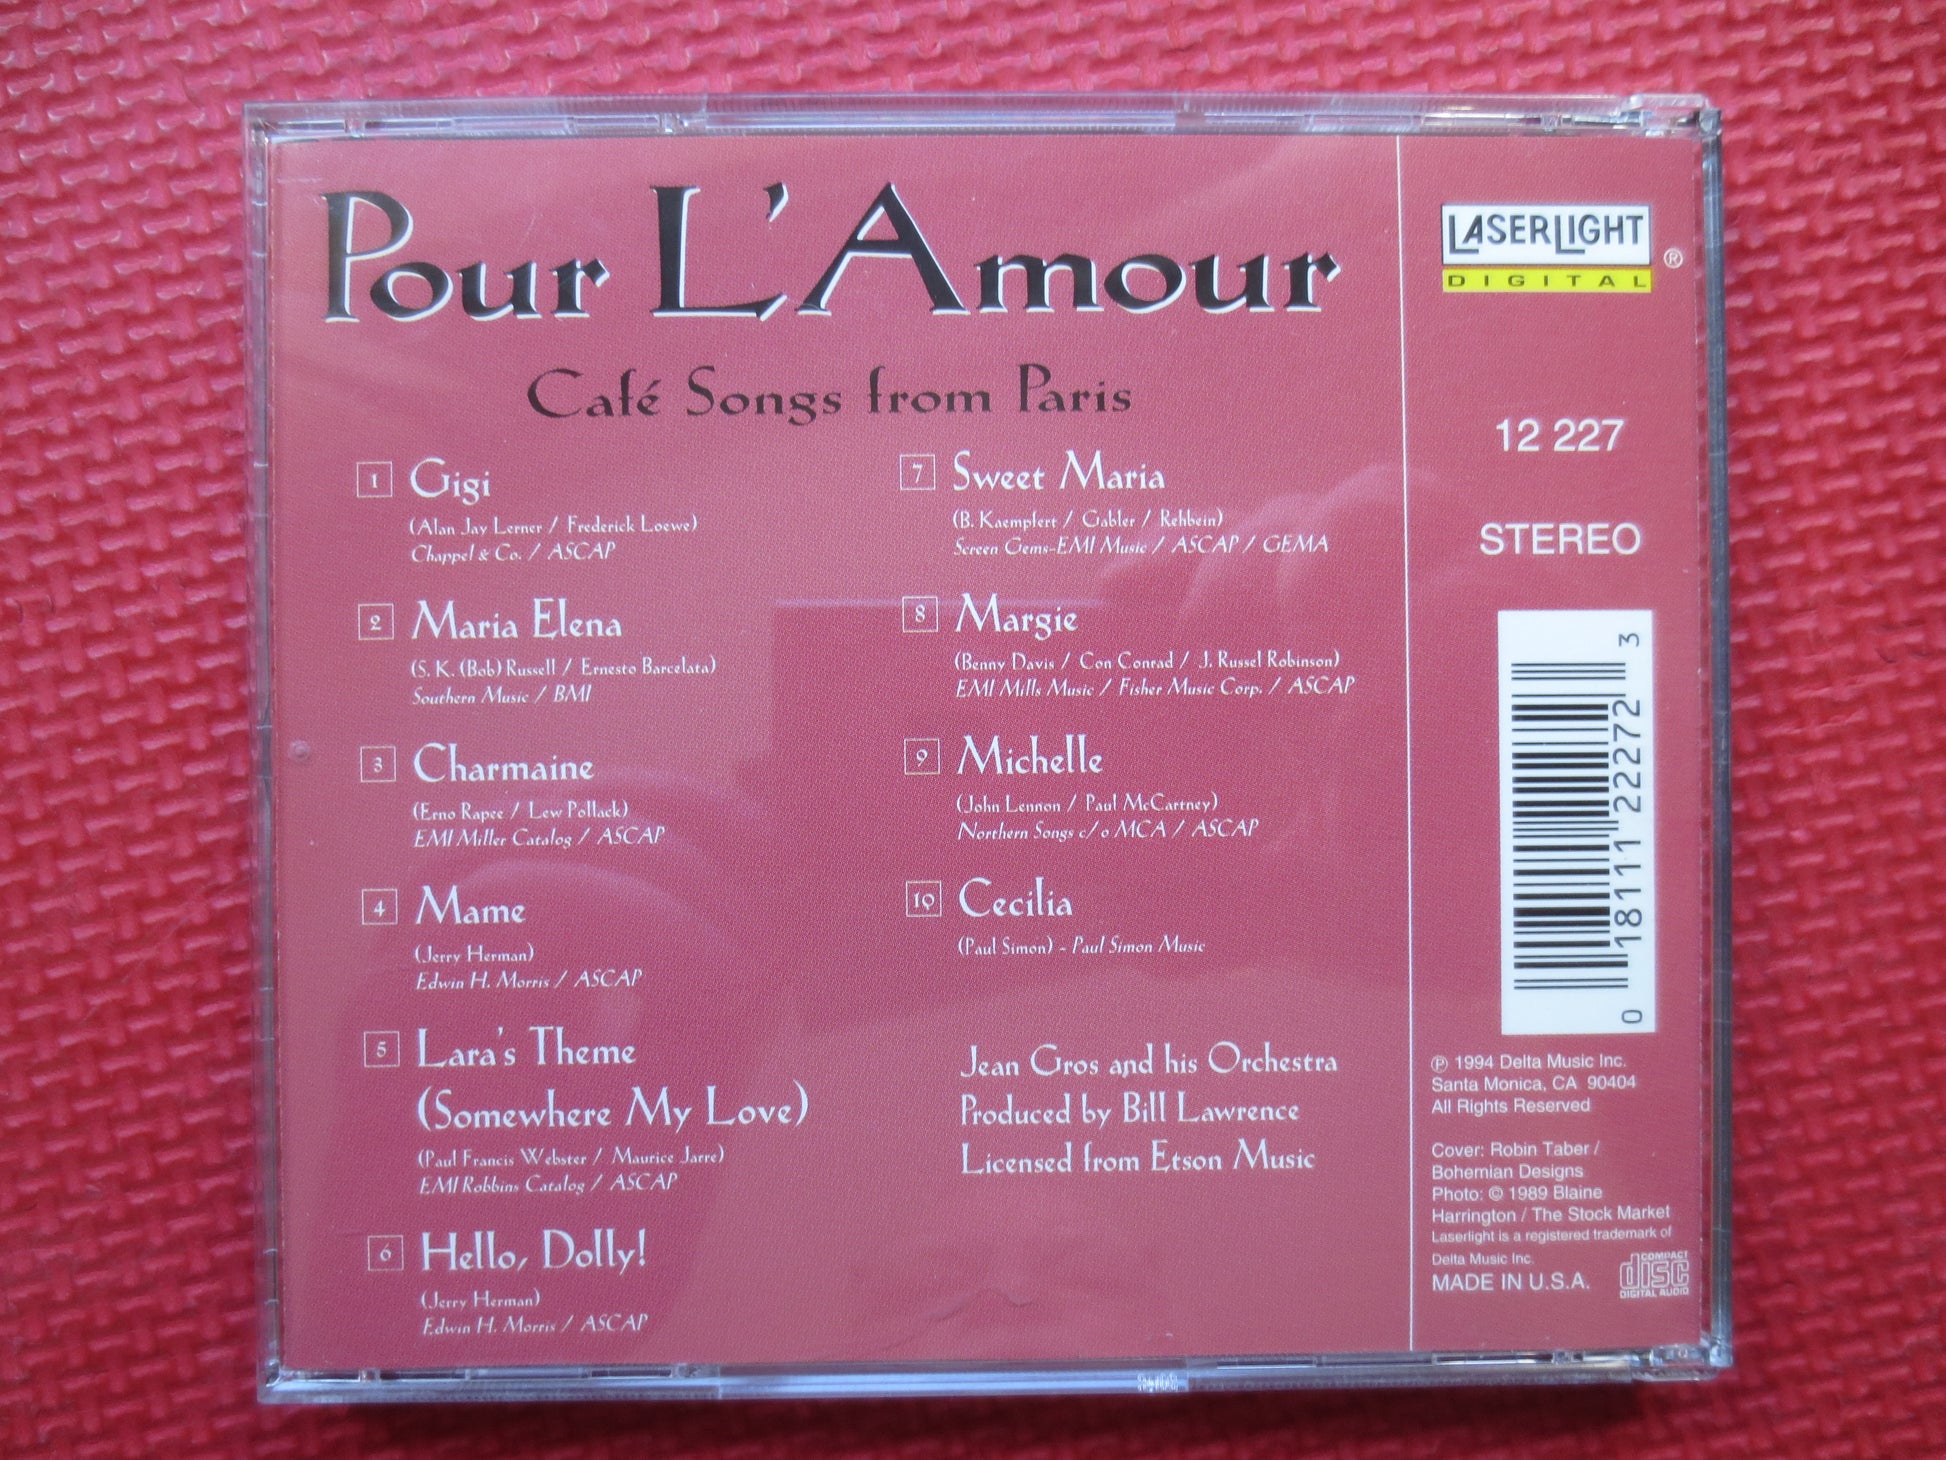 Pour L'Amour
Café Songs from Paris
1 Gigi
(Alan Jay Lerner / Frederick Loewe)
Chappel & Co. / ASCAP
2 Maria Elena
(S. K. (Bob) Russell / Ernesto Barcelata)
Southern Music / BMI
3 Charmaine
(Erno Rapee / Lew Pollack)
EMI Miller Catalog / ASCAP
4 Mame
(Jerry Herman)
Edwin H. Morris / ASCAP
5 Lara's Theme
(Somewhere My Love)
(Paul Francis Webster / Maurice Jarre)
EMI Robbins Catalog / ASCAP
6 Hello, Dolly!
(Jerry Herman)
Edwin H. Morris / ASCAP
7 Sweet Maria
(B. Kaempfert / Gabler / Rehbein)
Screen Gems-EMI Music / ASCAP / GEMA
8 Margie
(Benny Davis / Con Conrad / J. Russel Robinson)
EMI Mills Music / Fisher Music Corp. / ASCAP
9 Michelle
(John Lennon / Paul McCartney)
Northern Songs c/o MCA / ASCAP
10 Cecilia
(Paul Simon) - Paul Simon Music
Jean Gros and his Orchestra
Produced by Bill Lawrence
Licensed from Etson Music
LASERLIGHT ®
DIGITAL
12 227
STEREO
0 18111 22272 3
℗ 1994 Delta Music Inc.
Santa Monica, CA 90404
All Rights Reserved
Cover: Robin Taber /
Bohemian Designs
Photo: © 1989 Blaine
Harrington / The Stock Market
Laserlight is a registered trademark of
Delta Music Inc.
MADE IN U.S.A.
COMPACT
disc
DIGITAL AUDIO